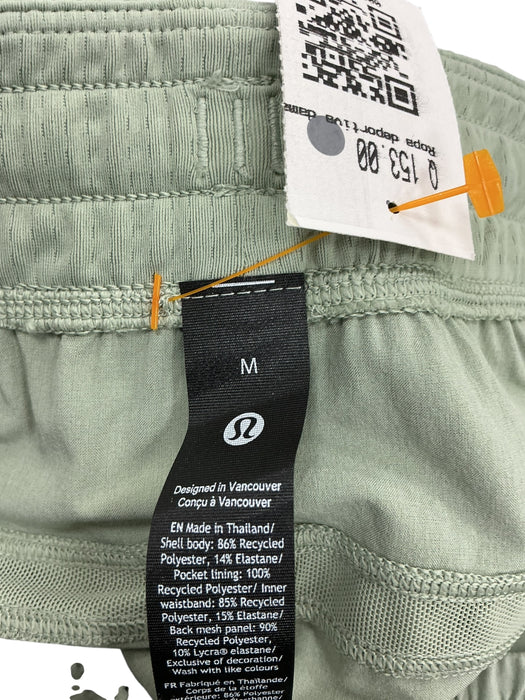 Ropa deportiva dama
Q 153.00
M
Designed in Vancouver
Conçu à Vancouver
EN Made in Thailand/
Shell body: 86% Recycled
Polyester, 14% Elastane/
Pocket lining: 100%
Recycled Polyester/ Inner
waistband: 85% Recycled
Polyester, 15% Elastane/
Back mesh panel: 90%
Recycled Polyester,
10% Lycra® elastane/
Exclusive of decoration/
Wash with like colours
FR Fabriqué en Thaïlande/
Corps de la étoffe
extérieure: 86% Polyester